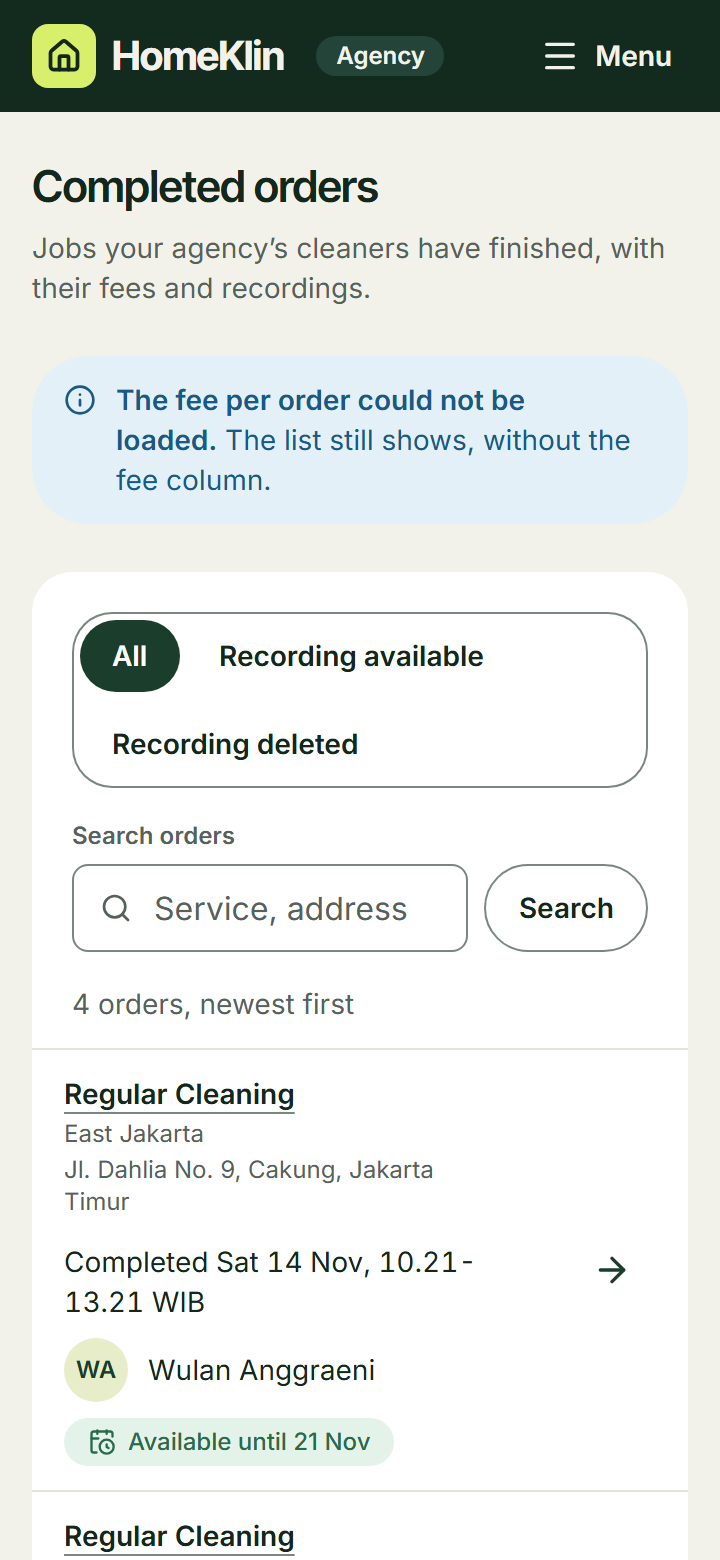 HomeKlin Agency Menu
Completed orders
Jobs your agency’s cleaners have finished, with
their fees and recordings.
The fee per order could not be
loaded. The list still shows, without the
fee column.
All Recording available
Recording deleted
Search orders
Service, address Search
4 orders, newest first
Regular Cleaning
East Jakarta
Jl. Dahlia No. 9, Cakung, Jakarta
Timur
Completed Sat 14 Nov, 10.21-
13.21 WIB
WA Wulan Anggraeni
Available until 21 Nov
Regular Cleaning